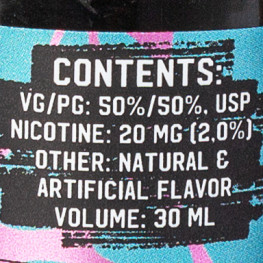 CONTENTS:
VG/PG: 50%/50%, USP
NICOTINE: 20 MG (2.0%)
OTHER: NATURAL &
ARTIFICIAL FLAVOR
VOLUME: 30 ML